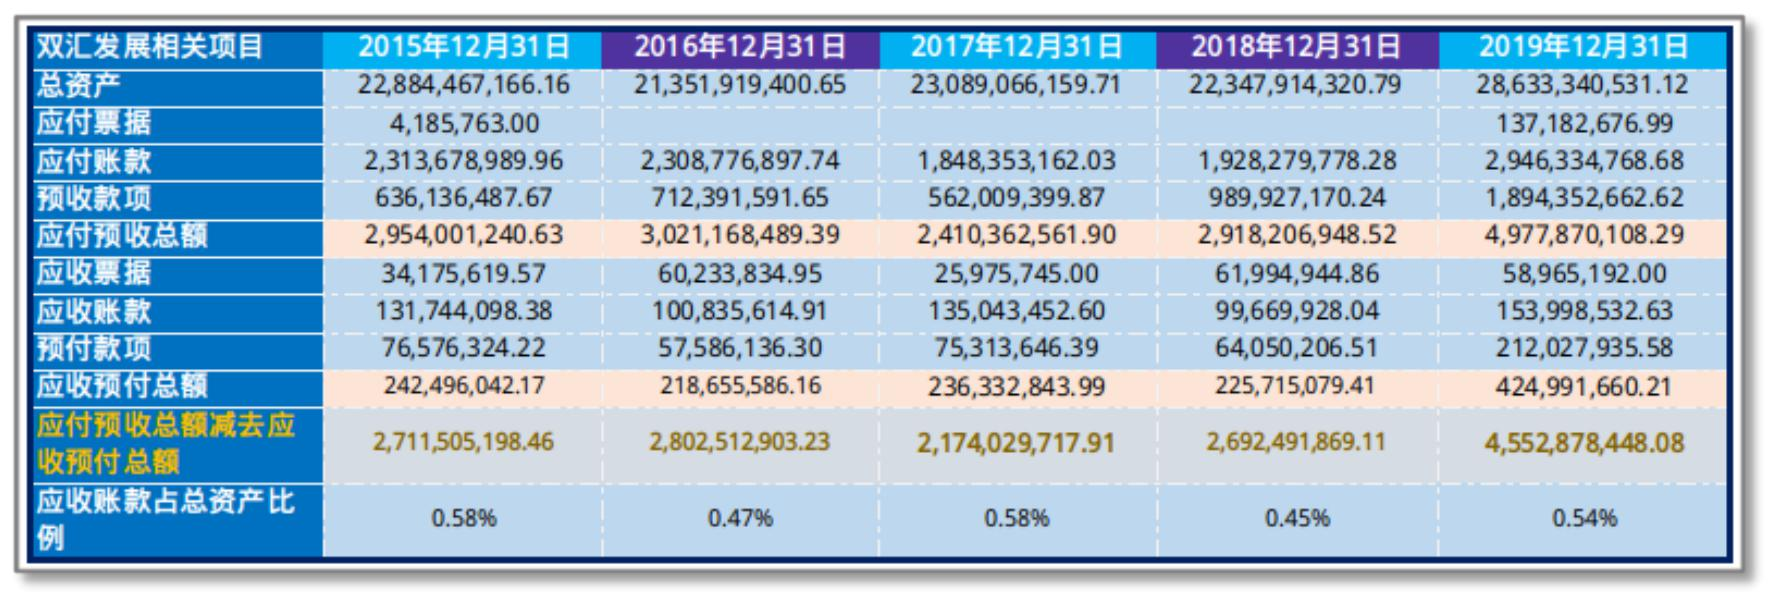 双汇发展相关项目 2015年12月31日 2016年12月31日 2017年12月31日 2018年12月31日 2019年12月31日
总资产 22,884,467,166.16 21,351,919,400.65 23,089,066,159.71 22,347,914,320.79 28,633,340,531.12
应付票据 4,185,763.00 137,182,676.99
应付账款 2,313,678,989.96 2,308,776,897.74 1,848,353,162.03 1,928,279,778.28 2,946,334,768.68
预收款项 636,136,487.67 712,391,591.65 562,009,399.87 989,927,170.24 1,894,352,662.62
应付预收总额 2,954,001,240.63 3,021,168,489.39 2,410,362,561.90 2,918,206,948.52 4,977,870,108.29
应收票据 34,175,619.57 60,233,834.95 25,975,745.00 61,994,944.86 58,965,192.00
应收账款 131,744,098.38 100,835,614.91 135,043,452.60 99,669,928.04 153,998,532.63
预付款项 76,576,324.22 57,586,136.30 75,313,646.39 64,050,206.51 212,027,935.58
应收预付总额 242,496,042.17 218,655,586.16 236,332,843.99 225,715,079.41 424,991,660.21
应付预收总额减去应
收预付总额 2,711,505,198.46 2,802,512,903.23 2,174,029,717.91 2,692,491,869.11 4,552,878,448.08
应收账款占总资产比
例 0.58% 0.47% 0.58% 0.45% 0.54%